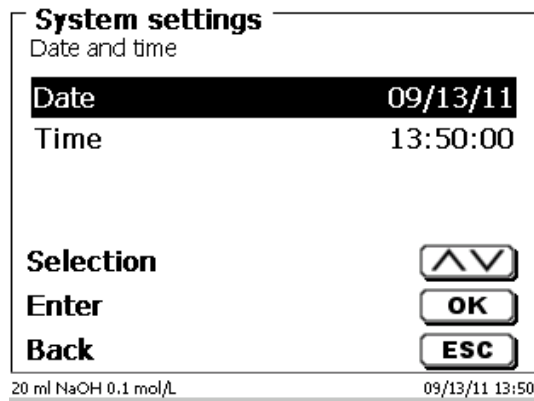 System settings
Date and time
Date 09/13/11
Time 13:50:00
Selection
Enter OK
Back ESC
20 ml NaOH 0.1 mol/L 09/13/11 13:50